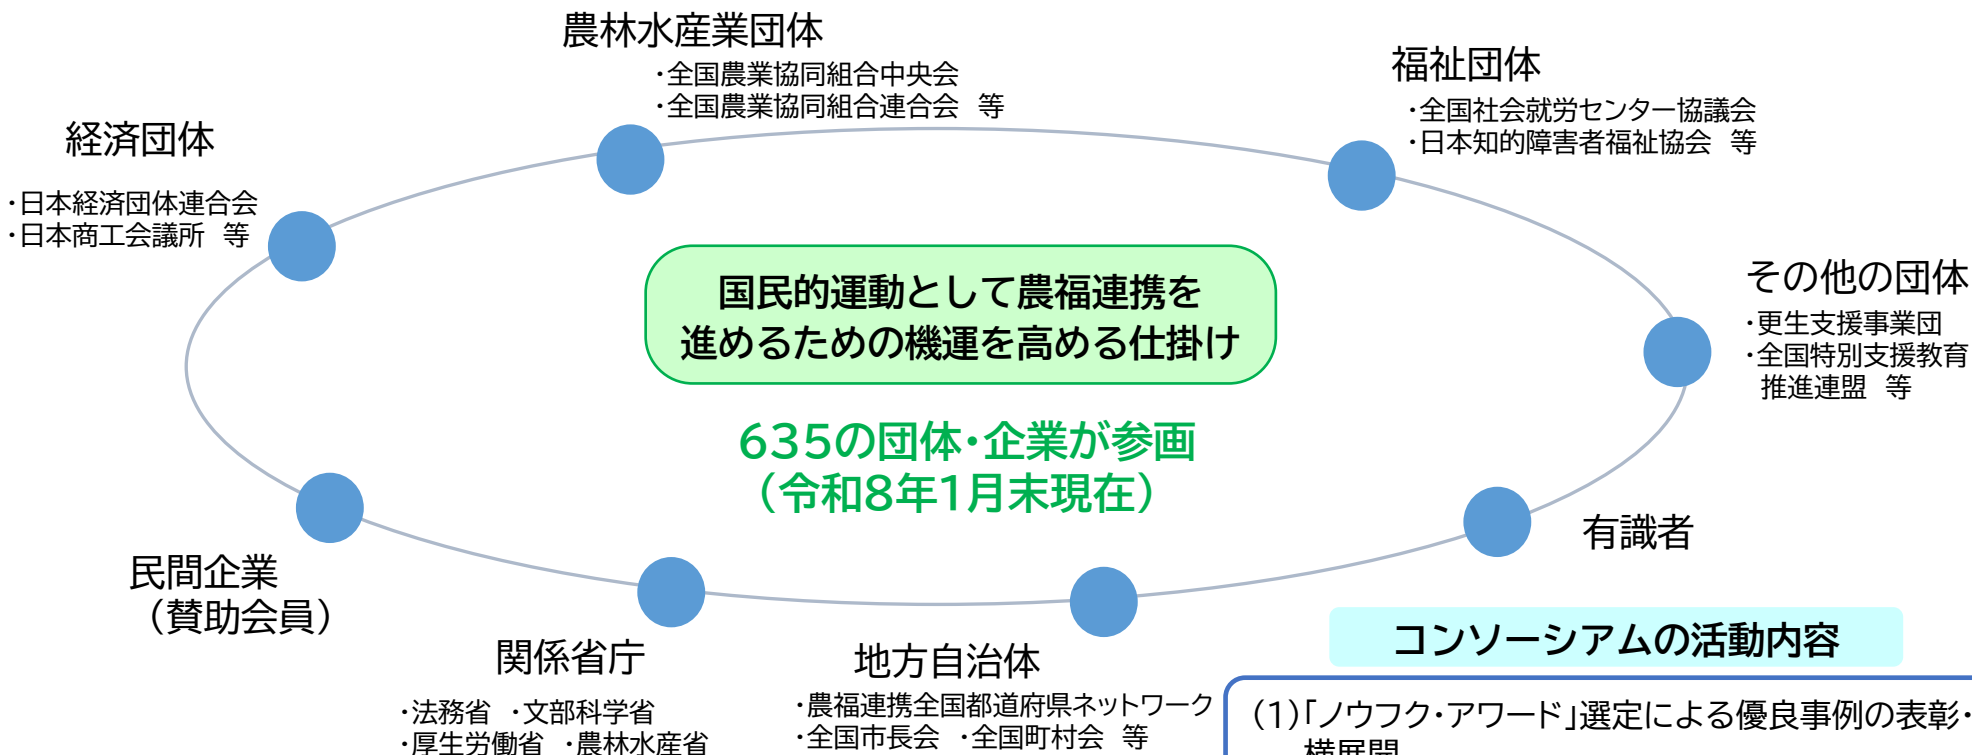 農林水産業団体
・全国農業協同組合中央会
・全国農業協同組合連合会 等
福祉団体
・全国社会就労センター協議会
・日本知的障害者福祉協会 等
経済団体
・日本経済団体連合会
・日本商工会議所 等
国民的運動として農福連携を
進めるための機運を高める仕掛け
その他の団体
・更生支援事業団
・全国特別支援教育
推進連盟 等
635の団体・企業が参画
（令和8年1月末現在）
有識者
民間企業
（賛助会員）
関係省庁
・法務省 ・文部科学省
・厚生労働省 ・農林水産省
地方自治体
・農福連携全国都道府県ネットワーク
・全国市長会 ・全国町村会 等
コンソーシアムの活動内容
（1）「ノウフク・アワード」選定による優良事例の表彰・
横展開